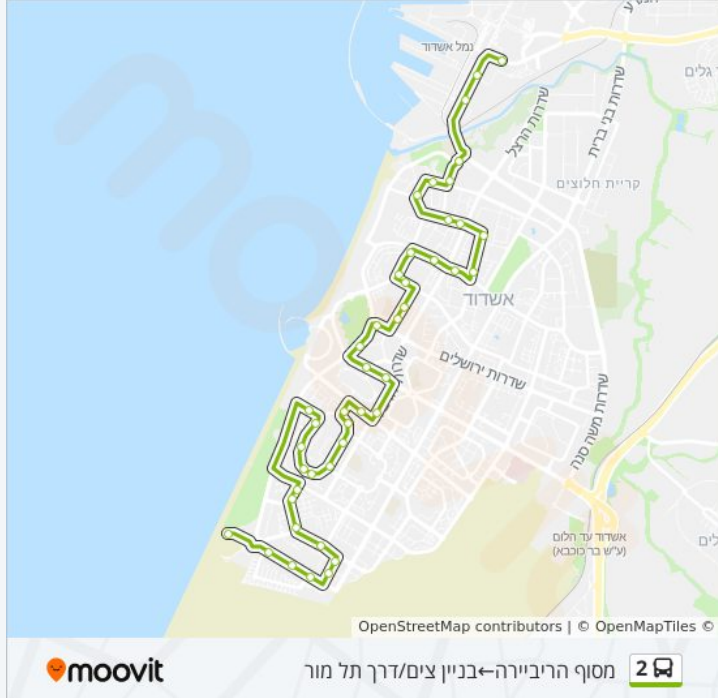 נמל אשדוד
שדרות הרצל
שדרות בני ברית
קריית חלוצים
אשדוד
שדרות ירושלים
שדרות משה סנה
אשדוד עד הלום
(ע"ש בר כוכבא)
OpenStreetMap contributors | © OpenMapTiles ©
moovit
2 מסוף הריביירה←בניין צים/דרך תל מור